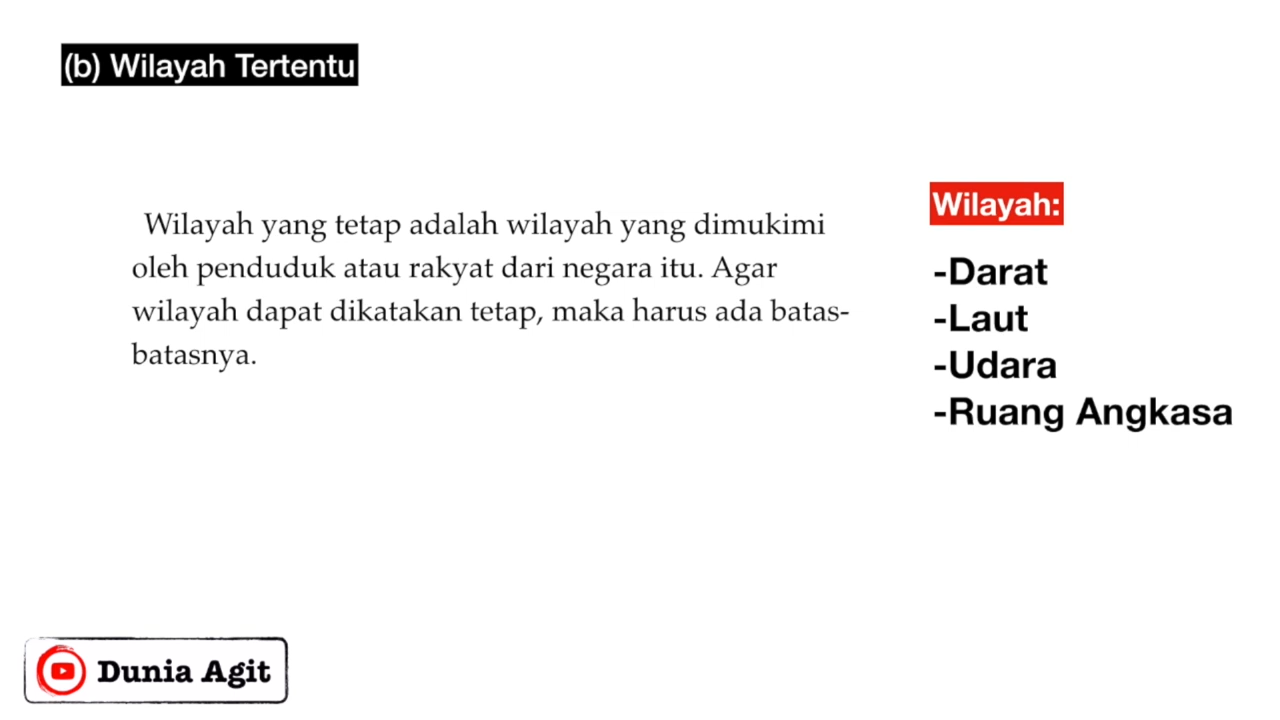 (b) Wilayah Tertentu
Wilayah yang tetap adalah wilayah yang dimukimi
oleh penduduk atau rakyat dari negara itu. Agar
wilayah dapat dikatakan tetap, maka harus ada batas-
batasnya.
Wilayah:
-Darat
-Laut
-Udara
-Ruang Angkasa
Dunia Agit